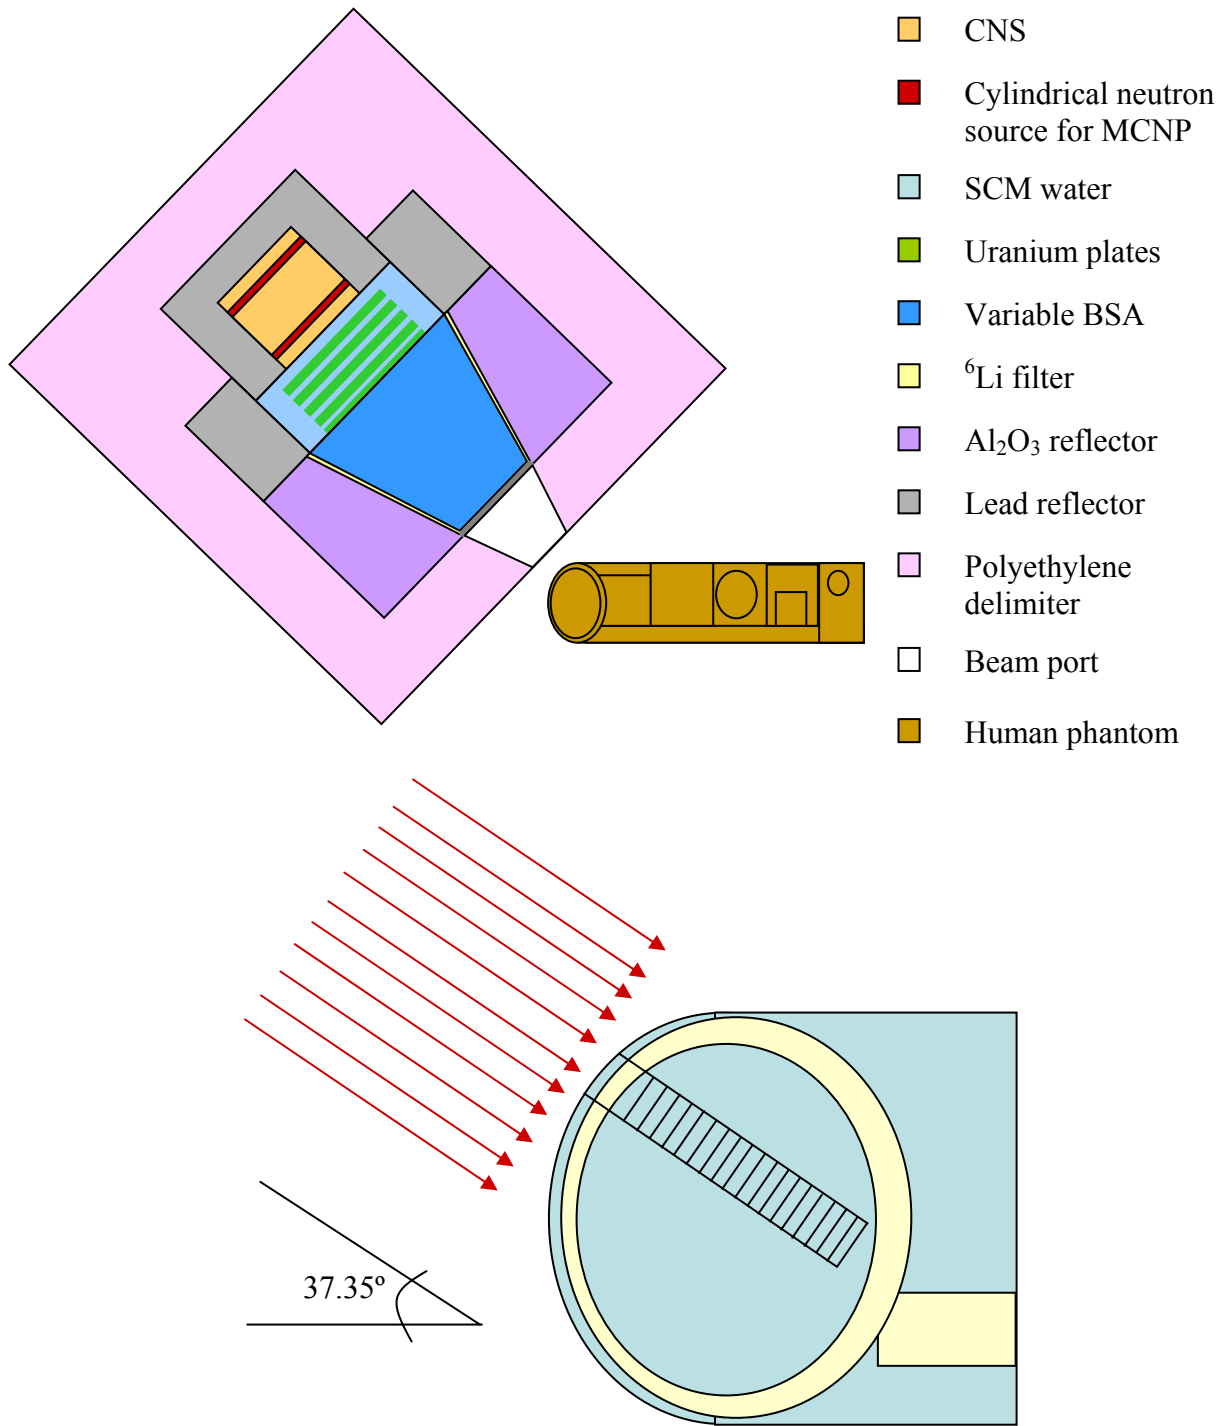 CNS
Cylindrical neutron
source for MCNP
SCM water
Uranium plates
Variable BSA
⁶Li filter
Al₂O₃ reflector
Lead reflector
Polyethylene
delimiter
Beam port
Human phantom
37.35º